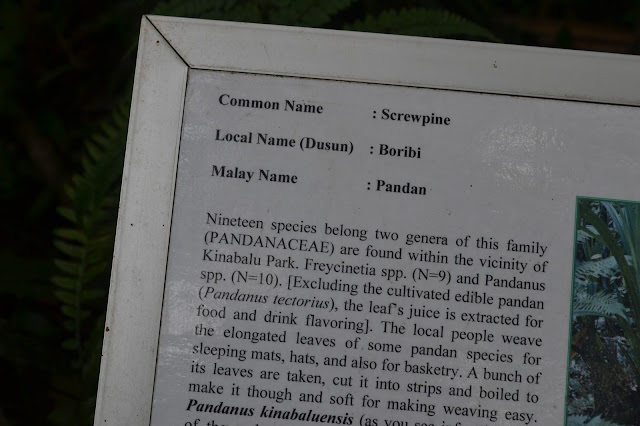 Common Name : Screwpine
Local Name (Dusun) : Boribi
Malay Name : Pandan
Nineteen species belong two genera of this family
(PANDANACEAE) are found within the vicinity of
Kinabalu Park. Freycinetia spp. (N=9) and Pandanus
spp. (N=10). [Excluding the cultivated edible pandan
(Pandanus tectorius), the leaf's juice is extracted for
food and drink flavoring]. The local people weave
the elongated leaves of some pandan species for
sleeping mats, hats, and also for basketry. A bunch of
its leaves are taken, cut it into strips and boiled to
make it though and soft for making weaving easy.
Pandanus kinabaluensis (as you see